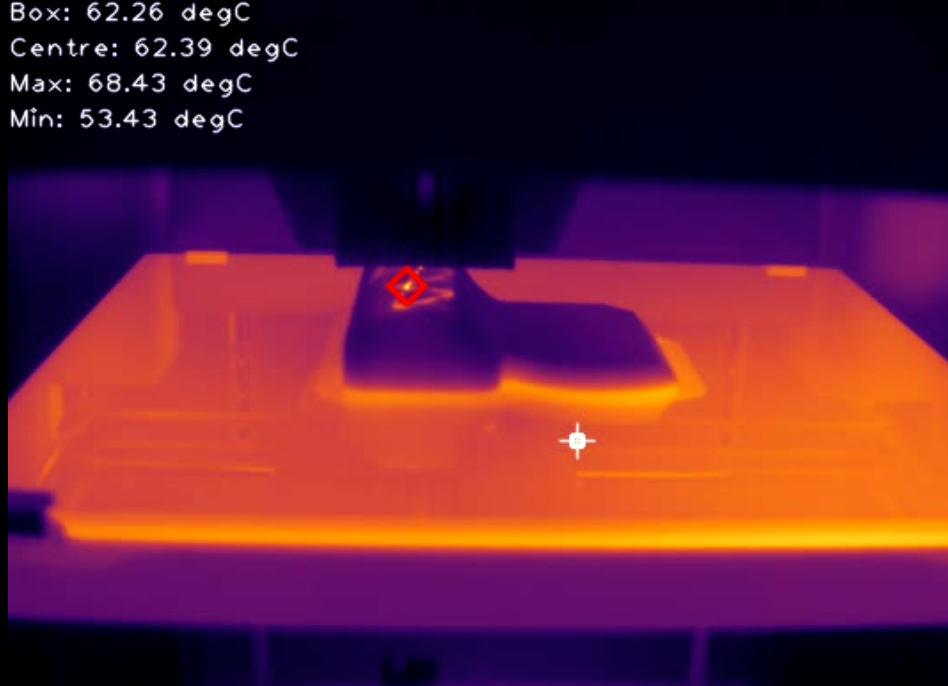 Box: 62.26 degC
Centre: 62.39 degC
Max: 68.43 degC
Min: 53.43 degC